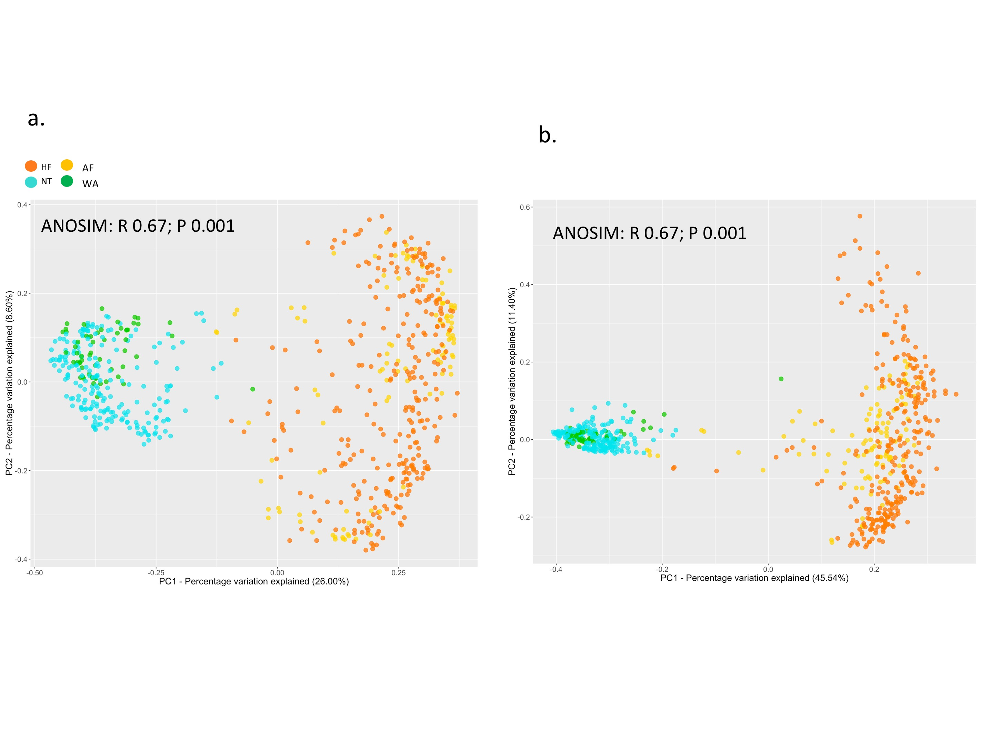 a.
b.
HF AF
NT WA
ANOSIM: R 0.67; P 0.001
PC2 - Percentage variation explained (8.60%)
0.4
0.2
0.0
-0.2
-0.4
-0.50 -0.25 0.00 0.25
PC1 - Percentage variation explained (26.00%)
ANOSIM: R 0.67; P 0.001
PC2 - Percentage variation explained (11.40%)
0.6
0.4
0.2
0.0
-0.2
-0.4 -0.2 0.0 0.2
PC1 - Percentage variation explained (45.54%)